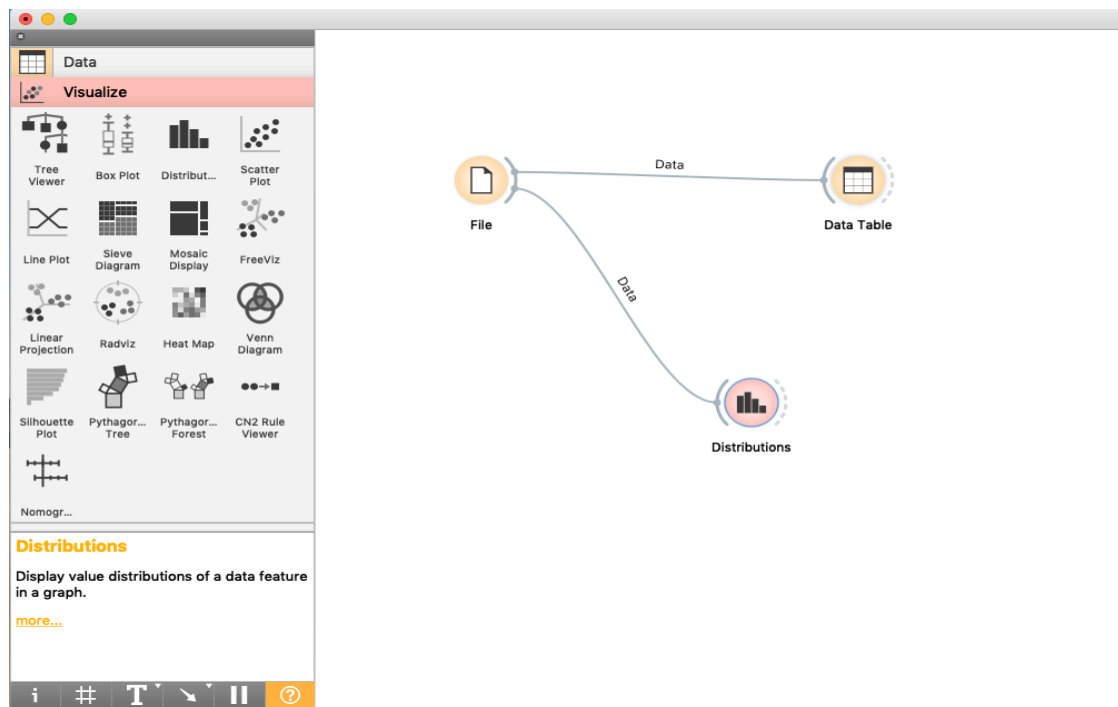 Data
Visualize
Tree
Viewer
Box Plot
Distribut...
Scatter
Plot
Line Plot
Sieve
Diagram
Mosaic
Display
FreeViz
Linear
Projection
Radviz
Heat Map
Venn
Diagram
Silhouette
Plot
Pythagor...
Tree
Pythagor...
Forest
CN2 Rule
Viewer
Nomogr...
Distributions
Display value distributions of a data feature
in a graph.
more...
i
#
T
?
Data
File
Data Table
Data
Distributions